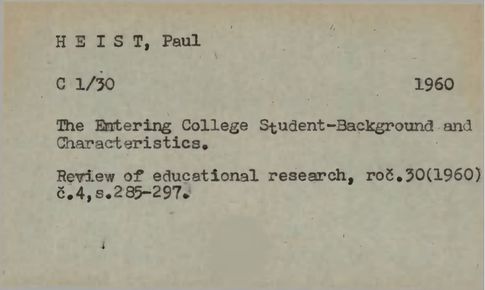 H E I S T, Paul
C 1/30 1960
The Entering College Student-Background and
Characteristics.
Review of educational research, roč.30(1960)
č.4,s.285-297.